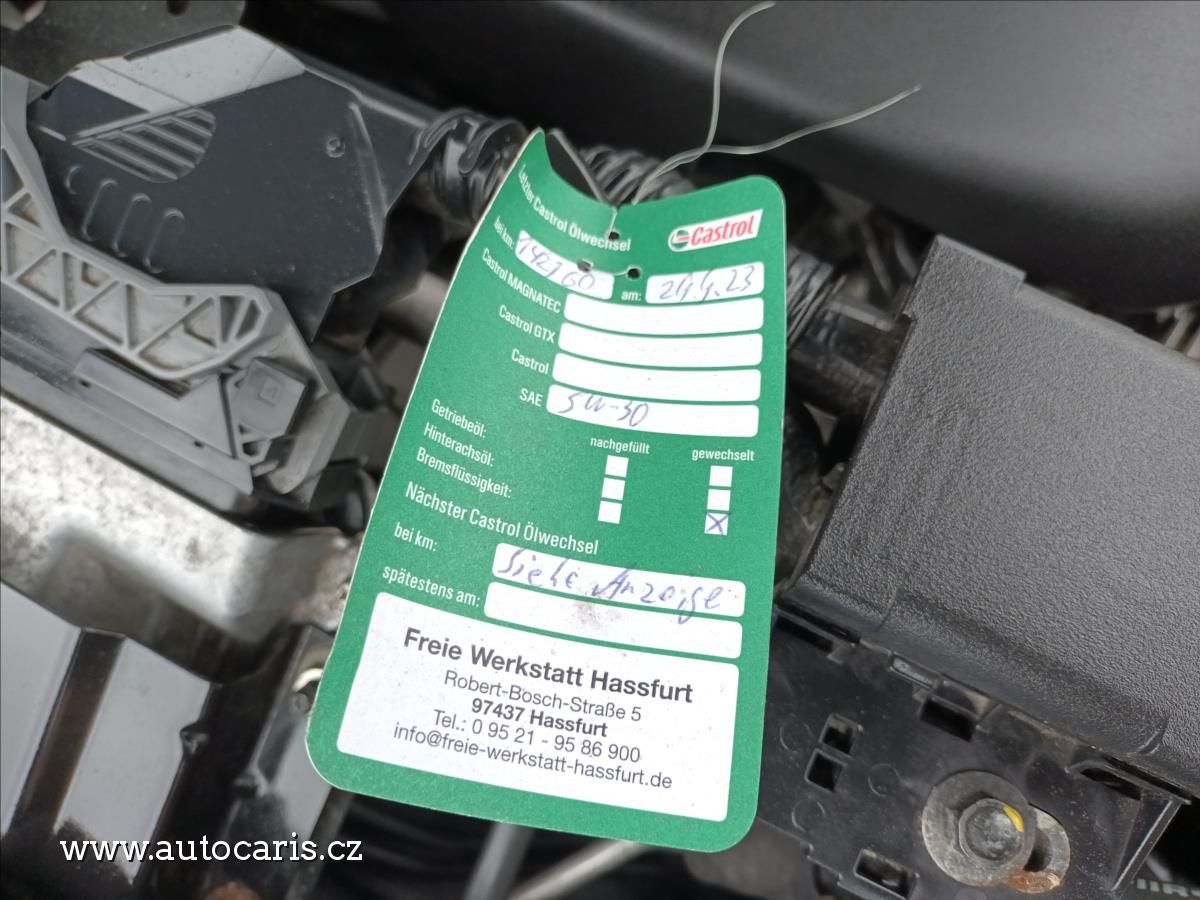 Letzter Castrol Ölwechsel
Castrol
bei km: 142760 am: 24.4.23
Castrol MAGNATEC
Castrol GTX
Castrol
SAE 5W-30
nachgefüllt gewechselt
Getriebeöl:
Hinterachsöl:
Bremsflüssigkeit: X
Nächster Castrol Ölwechsel
bei km: Siehe Anzeige
spätestens am:
Freie Werkstatt Hassfurt
Robert-Bosch-Straße 5
97437 Hassfurt
Tel.: 0 95 21 - 95 86 900
info@freie-werkstatt-hassfurt.de
www.autocaris.cz